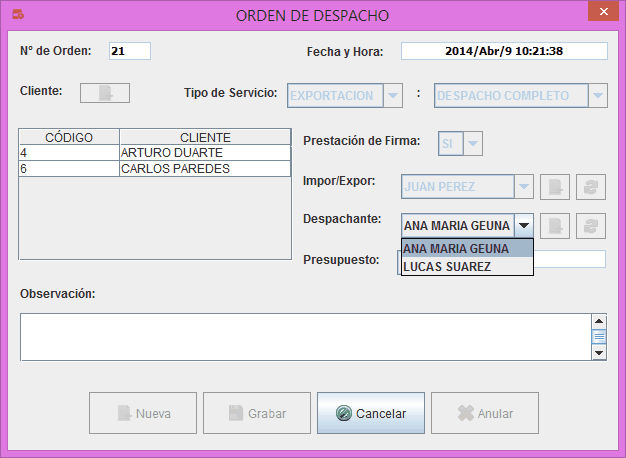 ORDEN DE DESPACHO
Nº de Orden: 21 Fecha y Hora: 2014/Abr/9 10:21:38
Cliente: Tipo de Servicio: EXPORTACION : DESPACHO COMPLETO
CÓDIGO CLIENTE
4 ARTURO DUARTE
6 CARLOS PAREDES
Prestación de Firma: SI
Impor/Expor: JUAN PEREZ
Despachante: ANA MARIA GEUNA
ANA MARIA GEUNA
LUCAS SUAREZ
Presupuesto:
Observación:
Nueva Grabar Cancelar Anular